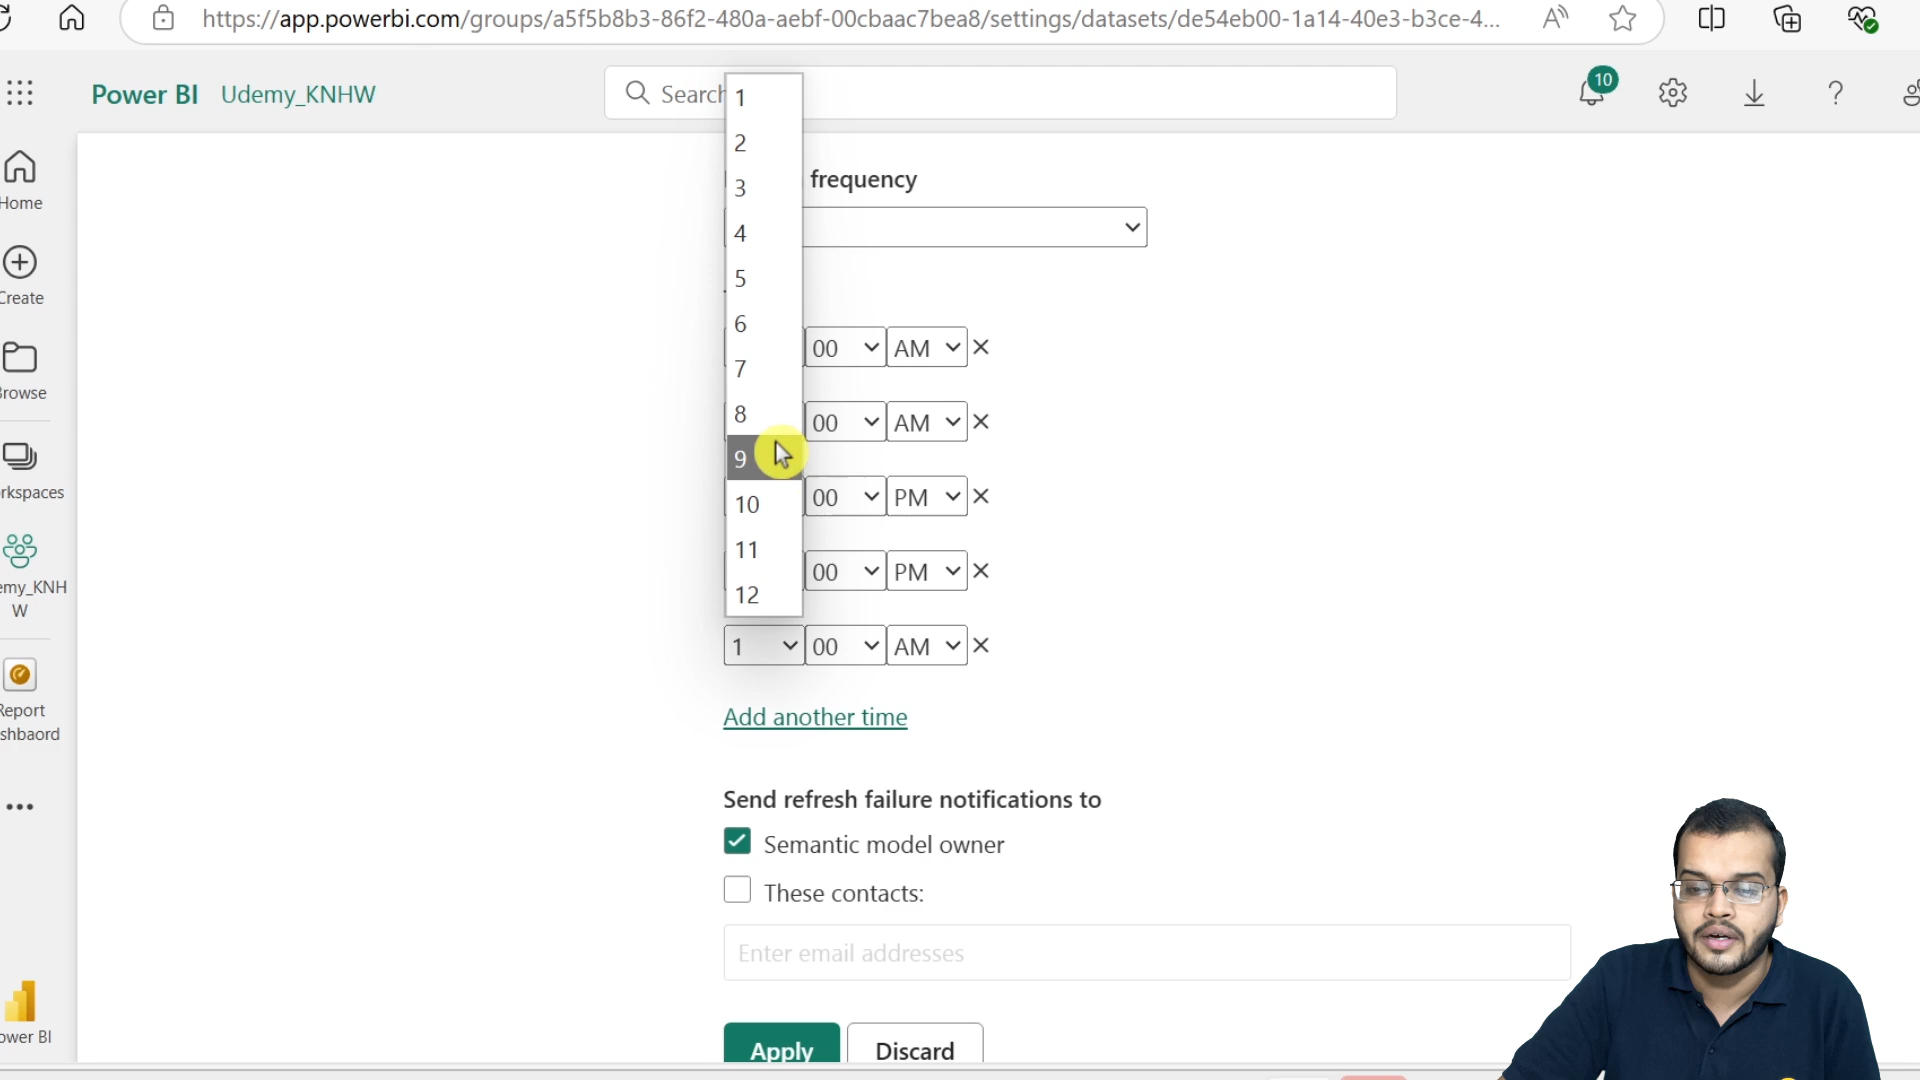 https://app.powerbi.com/groups/a5f5b8b3-86f2-480a-aebf-00cbaac7bea8/settings/datasets/de54eb00-1a14-40e3-b3ce-4...
Power BI Udemy_KNHW
Search
10
1
2
3
4
5
6
7
8
9
10
11
12
frequency
00 AM
00 AM
00 PM
00 PM
1 00 AM
Add another time
Send refresh failure notifications to
Semantic model owner
These contacts:
Enter email addresses
Apply Discard
Home
Create
Browse
rkspaces
emy_KNH
W
Report
shbaord
ower BI